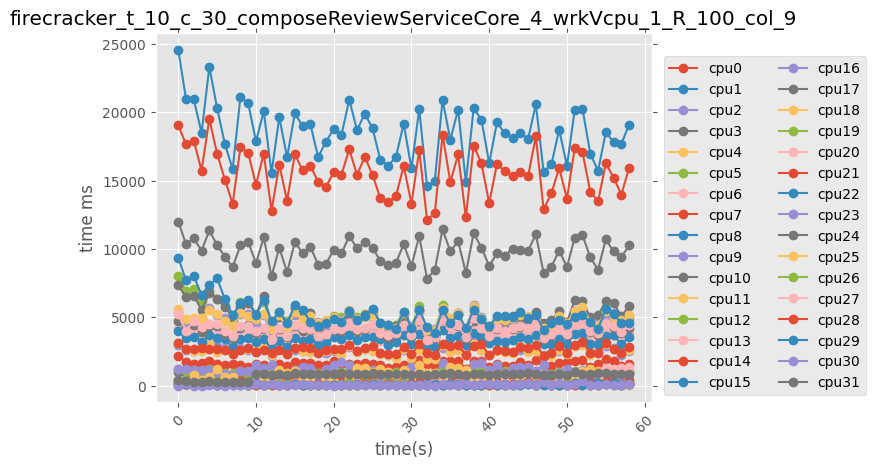 firecracker_t_10_c_30_composeReviewServiceCore_4_wrkVcpu_1_R_100_col_9
25000
20000
15000
10000
5000
0
time ms
0 10 20 30 40 50 60
time(s)
cpu0 cpu16
cpu1 cpu17
cpu2 cpu18
cpu3 cpu19
cpu4 cpu20
cpu5 cpu21
cpu6 cpu22
cpu7 cpu23
cpu8 cpu24
cpu9 cpu25
cpu10 cpu26
cpu11 cpu27
cpu12 cpu28
cpu13 cpu29
cpu14 cpu30
cpu15 cpu31